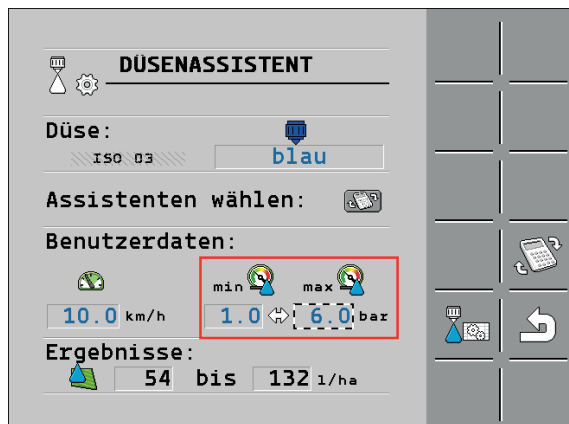 DÜSENASSISTENT
Düse:
ISO 03 blau
Assistenten wählen:
Benutzerdaten:
min max
10.0 km/h 1.0 6.0 bar
Ergebnisse:
54 bis 132 l/ha